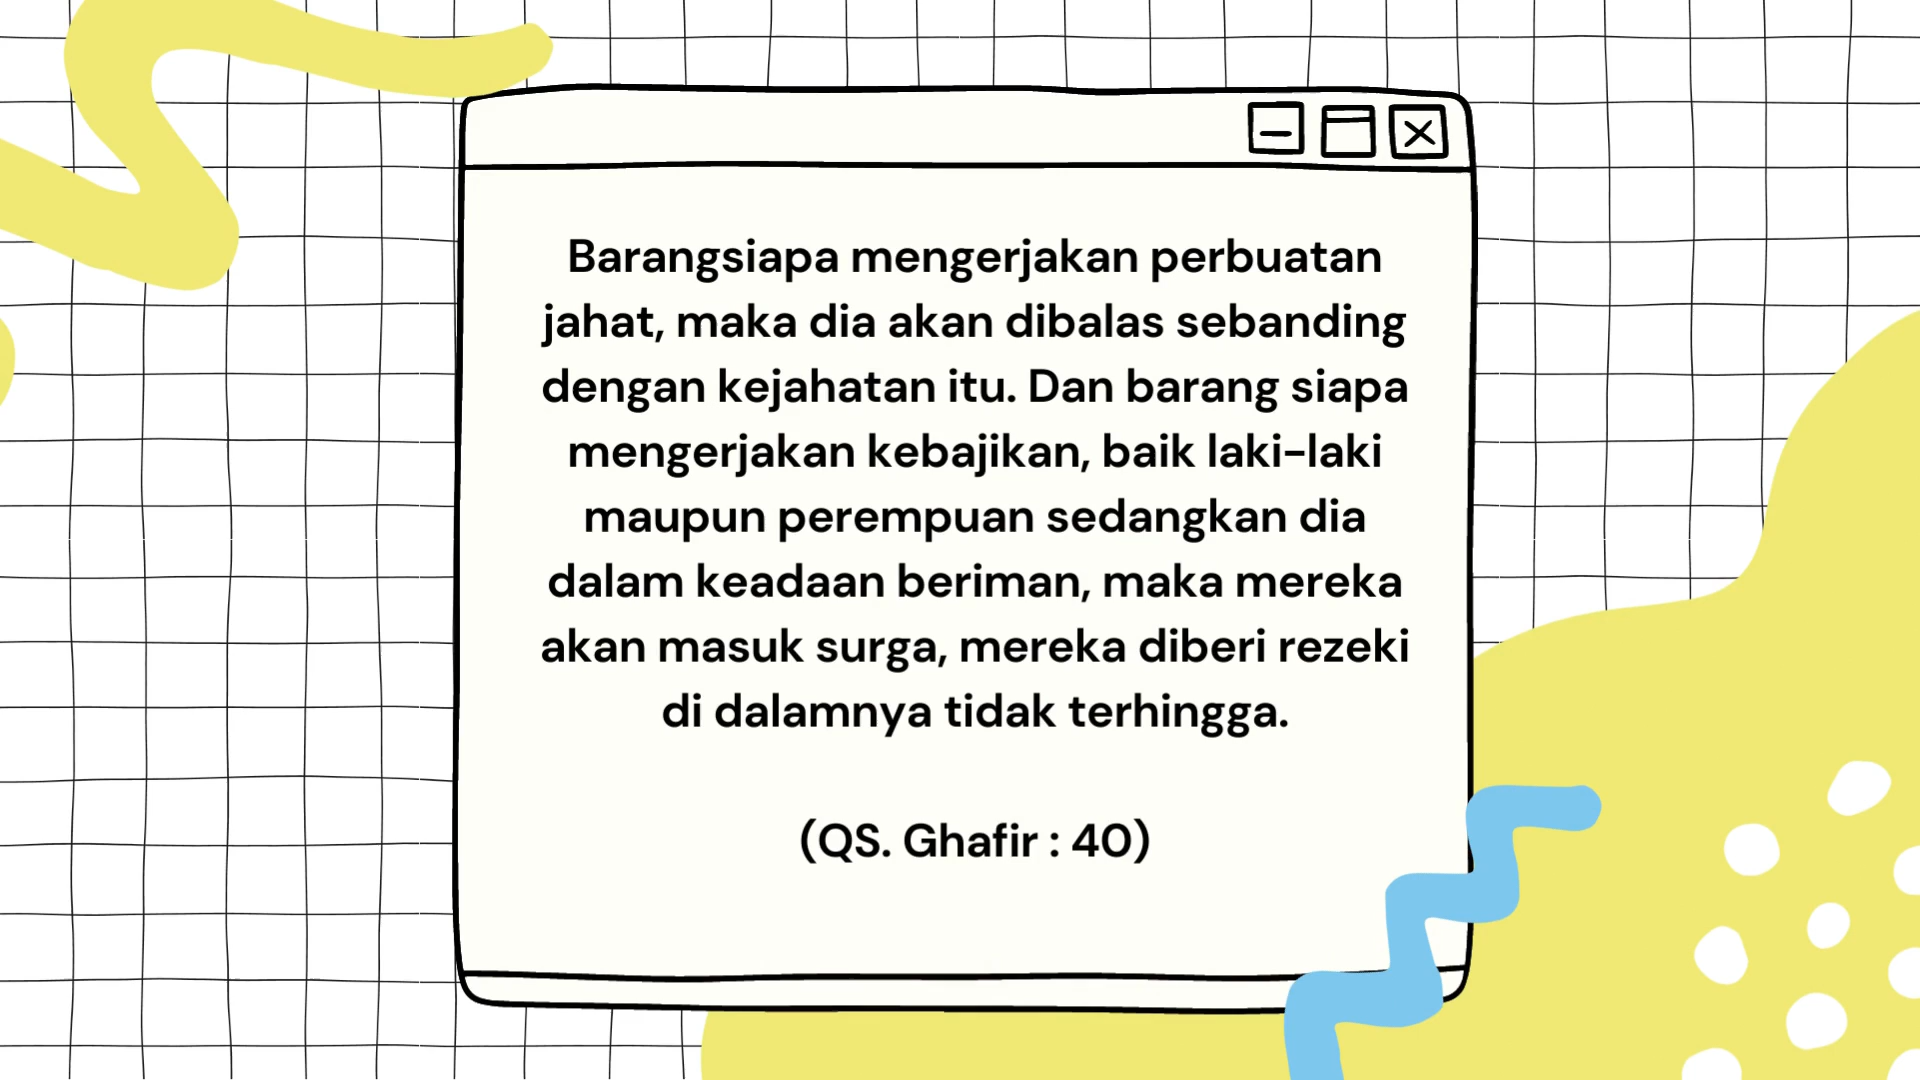 Barangsiapa mengerjakan perbuatan
jahat, maka dia akan dibalas sebanding
dengan kejahatan itu. Dan barang siapa
mengerjakan kebajikan, baik laki-laki
maupun perempuan sedangkan dia
dalam keadaan beriman, maka mereka
akan masuk surga, mereka diberi rezeki
di dalamnya tidak terhingga.
(QS. Ghafir : 40)